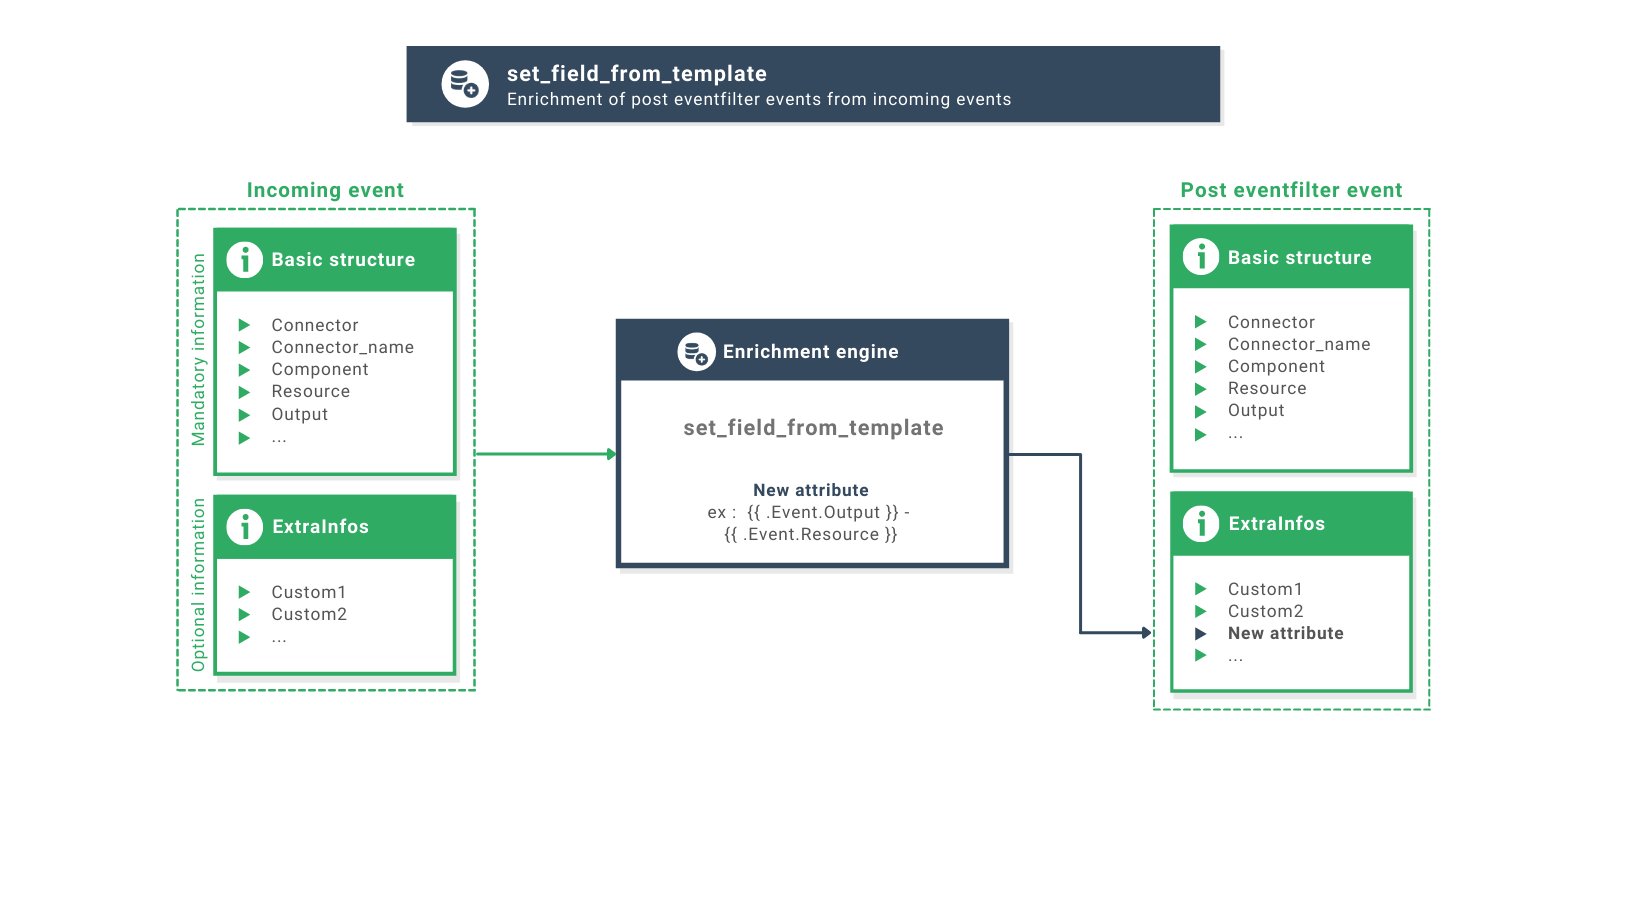 set_field_from_template
Enrichment of post eventfilter events from incoming events
Incoming event
Mandatory information
Basic structure
Connector
Connector_name
Component
Resource
Output
...
Optional information
ExtraInfos
Custom1
Custom2
...
Enrichment engine
set_field_from_template
New attribute
ex : {{ .Event.Output }} -
{{ .Event.Resource }}
Post eventfilter event
Basic structure
Connector
Connector_name
Component
Resource
Output
...
ExtraInfos
Custom1
Custom2
New attribute
...